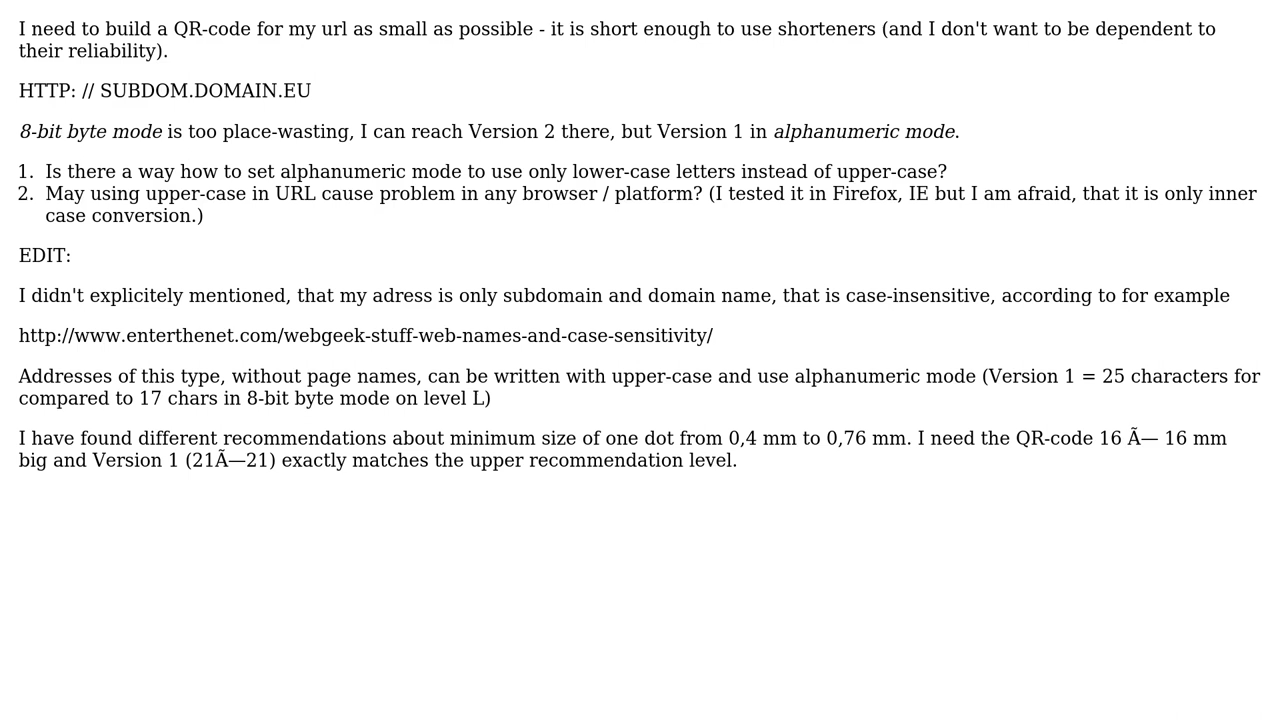 I need to build a QR-code for my url as small as possible - it is short enough to use shorteners (and I don't want to be dependent to
their reliability).
HTTP: // SUBDOM.DOMAIN.EU
8-bit byte mode is too place-wasting, I can reach Version 2 there, but Version 1 in alphanumeric mode.
1. Is there a way how to set alphanumeric mode to use only lower-case letters instead of upper-case?
2. May using upper-case in URL cause problem in any browser / platform? (I tested it in Firefox, IE but I am afraid, that it is only inner
case conversion.)
EDIT:
I didn't explicitely mentioned, that my adress is only subdomain and domain name, that is case-insensitive, according to for example
http://www.enterthenet.com/webgeek-stuff-web-names-and-case-sensitivity/
Addresses of this type, without page names, can be written with upper-case and use alphanumeric mode (Version 1 = 25 characters for
compared to 17 chars in 8-bit byte mode on level L)
I have found different recommendations about minimum size of one dot from 0,4 mm to 0,76 mm. I need the QR-code 16 Ã— 16 mm
big and Version 1 (21Ã—21) exactly matches the upper recommendation level.